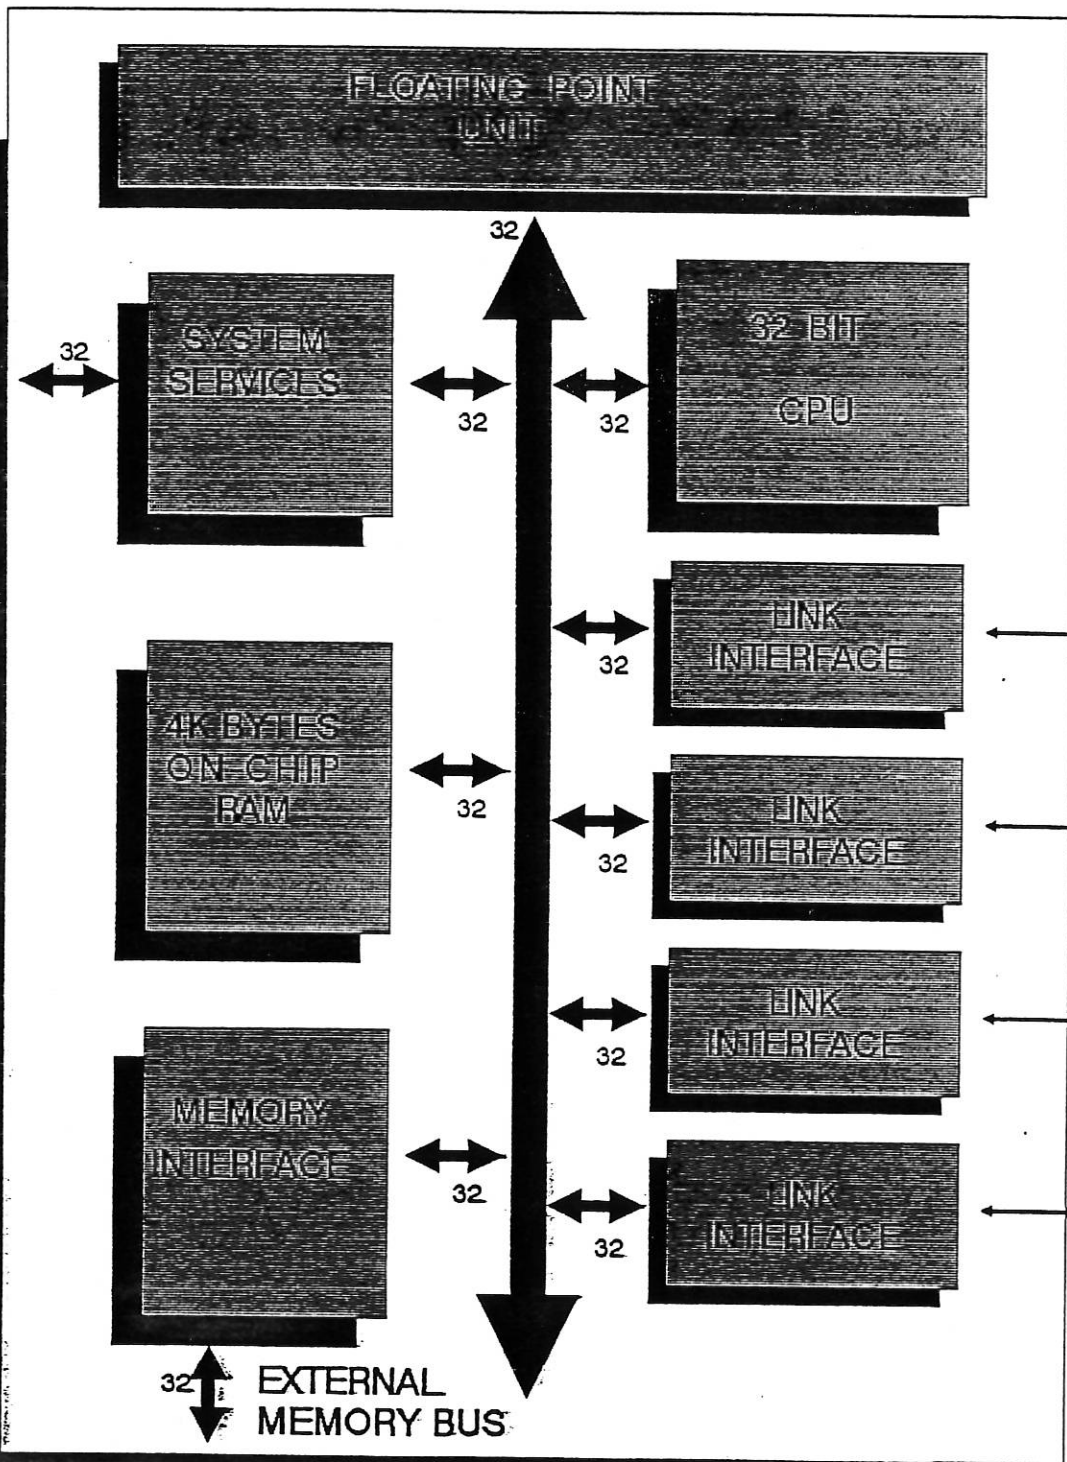 FLOATING POINT
UNIT
32
SYSTEM
SERVICES
32
32
32
32 BIT
CPU
LINK
INTERFACE
32
4K BYTES
ON CHIP
RAM
32
LINK
INTERFACE
32
LINK
INTERFACE
32
MEMORY
INTERFACE
32
LINK
INTERFACE
32
32
EXTERNAL
MEMORY BUS